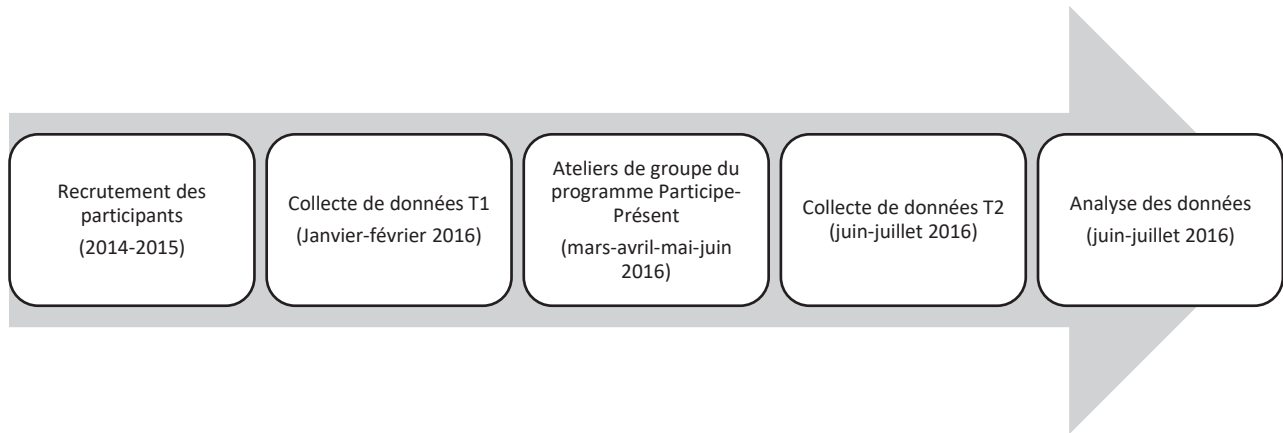 Recrutement des
participants
(2014-2015)
Collecte de données T1
(Janvier-février 2016)
Ateliers de groupe du
programme Participe-
Présent
(mars-avril-mai-juin
2016)
Collecte de données T2
(juin-juillet 2016)
Analyse des données
(juin-juillet 2016)